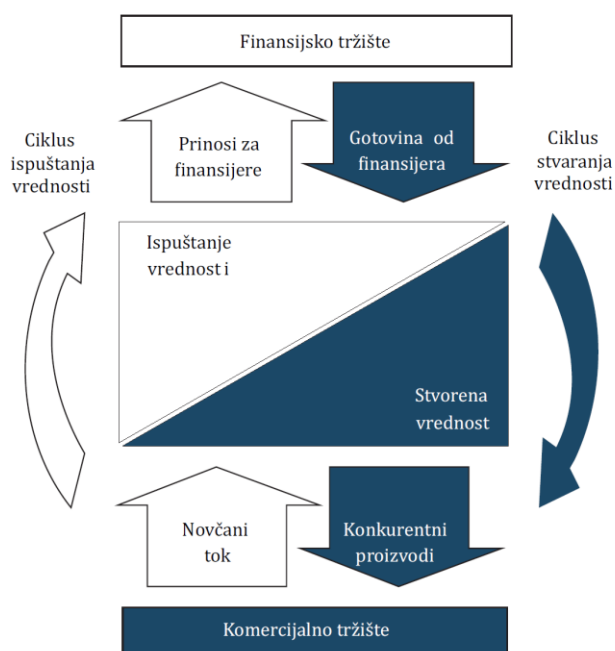 Finansijsko tržište
Ciklus
ispuštanja
vrednosti
Prinosi za
finansijere
Gotovina od
finansijera
Ciklus
stvaranja
vrednosti
Ispuštanje
vrednost i
Stvorena
vrednost
Novčani
tok
Konkurentni
proizvodi
Komercijalno tržište